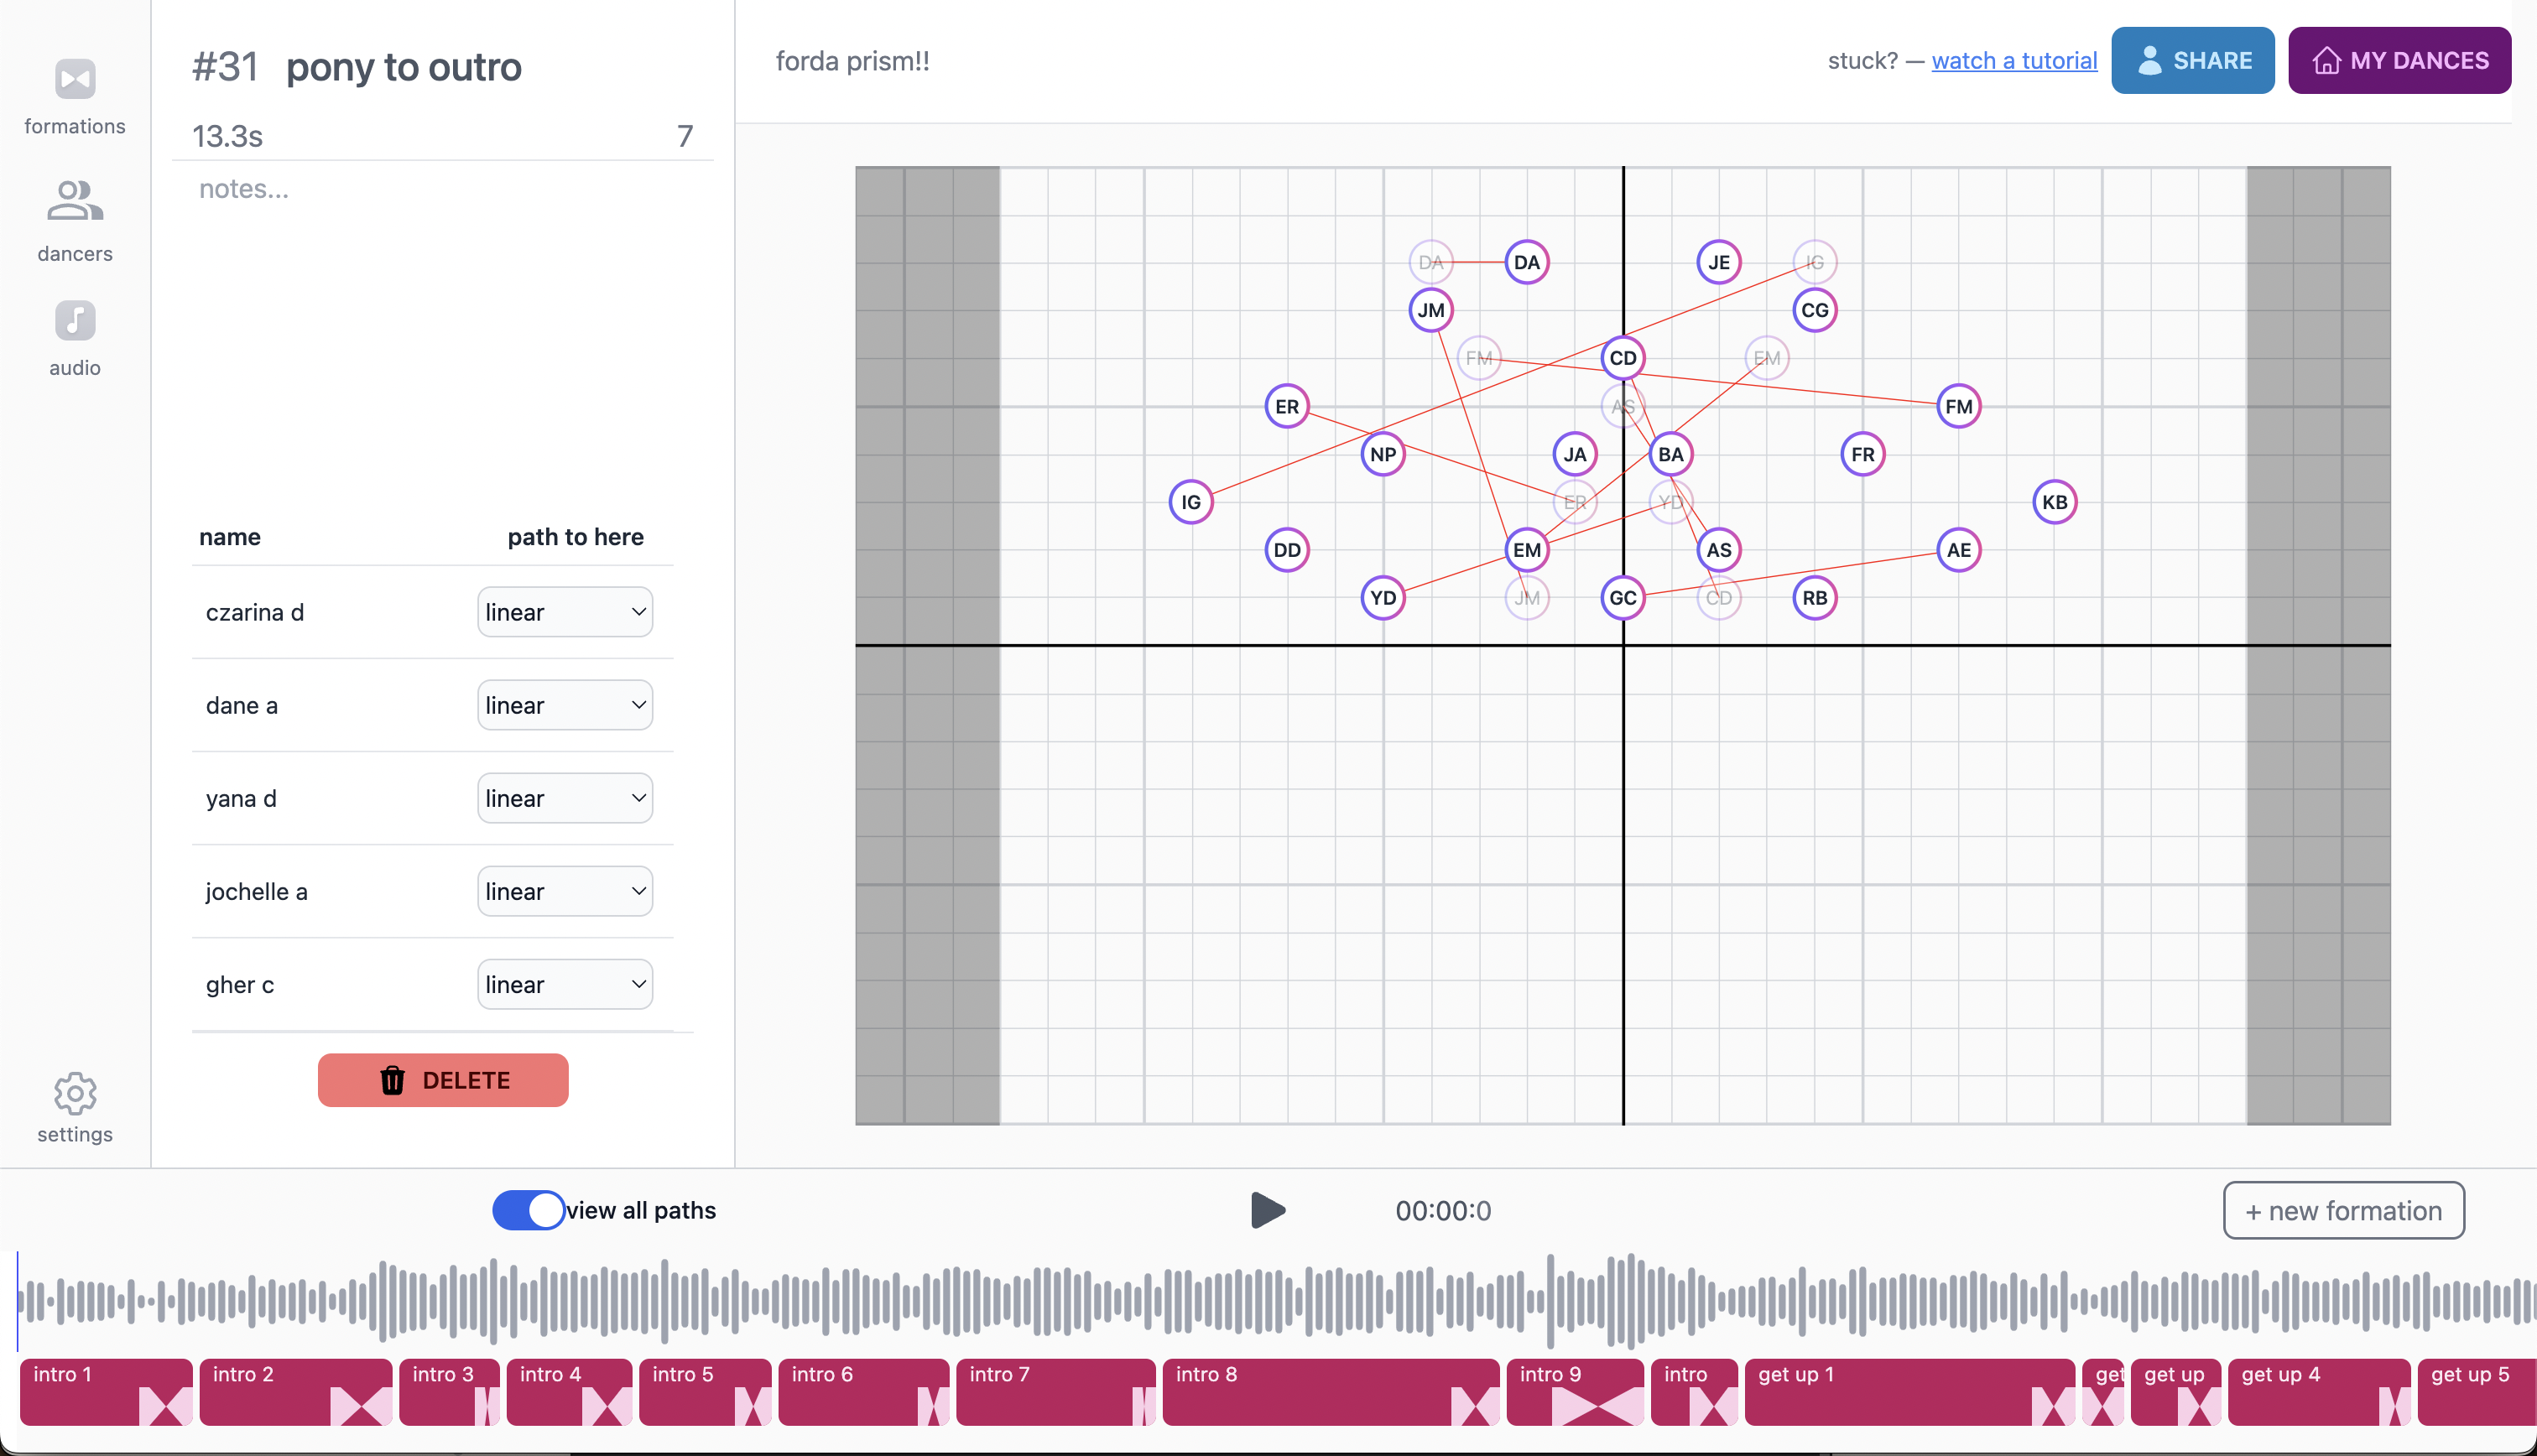 formations
dancers
audio
settings
#31 pony to outro
13.3s 7
notes...
name path to here
czarina d linear
dane a linear
yana d linear
jochelle a linear
gher c linear
DELETE
forda prism!!
stuck? — watch a tutorial SHARE MY DANCES
DA DA JE IG
JM CG
FM CD EM
ER AS FM
NP JA BA FR
IG ER YD KB
DD EM AS AE
YD JM GC CD RB
view all paths 00:00:0 + new formation
intro 1 intro 2 intro 3 intro 4 intro 5 intro 6 intro 7 intro 8 intro 9 intro get up 1 get get up get up 4 get up 5